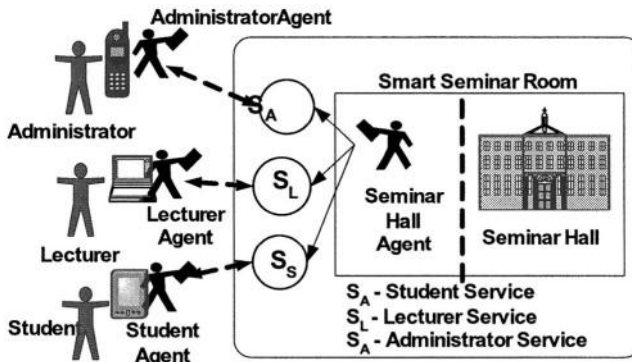 AdministratorAgent
Administrator
S_A
Smart Seminar Room
Lecturer
Lecturer
Agent
S_L
Seminar
Hall
Agent
Seminar Hall
Student
Student
Agent
S_S
S_A - Student Service
S_L - Lecturer Service
S_A - Administrator Service